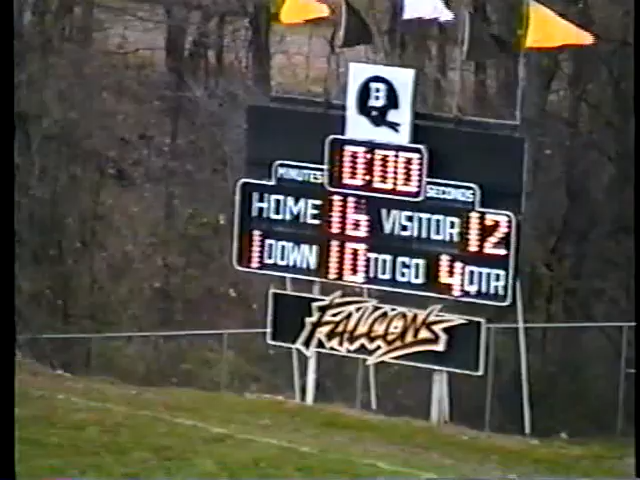 B
0:00
MINUTES SECONDS
HOME 16 VISITOR 12
1 DOWN 10 TO GO 4 QTR
FALCONS